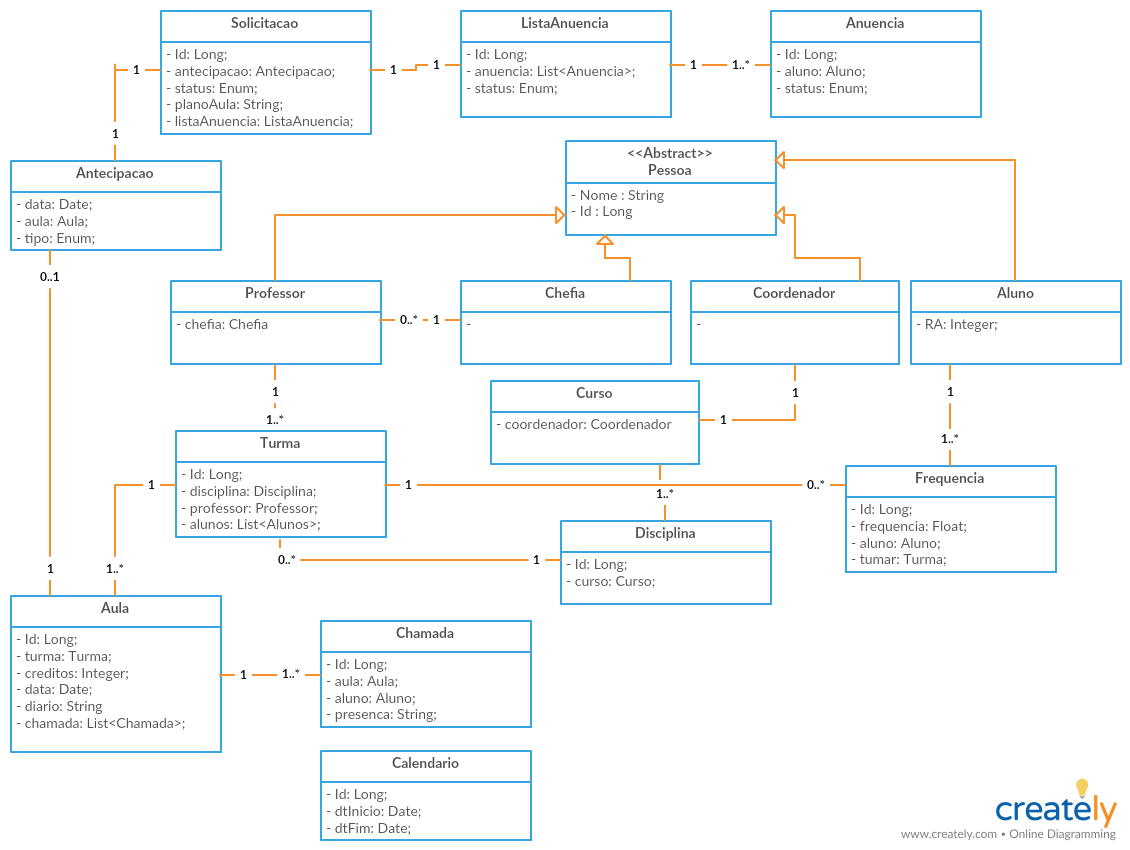 Solicitacao
- Id: Long;
- antecipacao: Antecipacao;
- status: Enum;
- planoAula: String;
- listaAnuencia: ListaAnuencia;
1
1
ListaAnuencia
- Id: Long;
- anuencia: List<Anuencia>;
- status: Enum;
1
1..*
Anuencia
- Id: Long;
- aluno: Aluno;
- status: Enum;
1
1
Antecipacao
- data: Date;
- aula: Aula;
- tipo: Enum;
<<Abstract>>
Pessoa
- Nome : String
- Id : Long
0..1
1
Professor
- chefia: Chefia
0..*
1
Chefia
-
Coordenador
-
Aluno
- RA: Integer;
1
1..*
1
1
1
1..*
Curso
- coordenador: Coordenador
1..*
Turma
- Id: Long;
- disciplina: Disciplina;
- professor: Professor;
- alunos: List<Alunos>;
1
1..*
1
0..*
Frequencia
- Id: Long;
- frequencia: Float;
- aluno: Aluno;
- tumar: Turma;
0..*
1
Disciplina
- Id: Long;
- curso: Curso;
Aula
- Id: Long;
- turma: Turma;
- creditos: Integer;
- data: Date;
- diario: String
- chamada: List<Chamada>;
1
1..*
Chamada
- Id: Long;
- aula: Aula;
- aluno: Aluno;
- presenca: String;
Calendario
- Id: Long;
- dtInicio: Date;
- dtFim: Date;
creately
www.creately.com • Online Diagramming